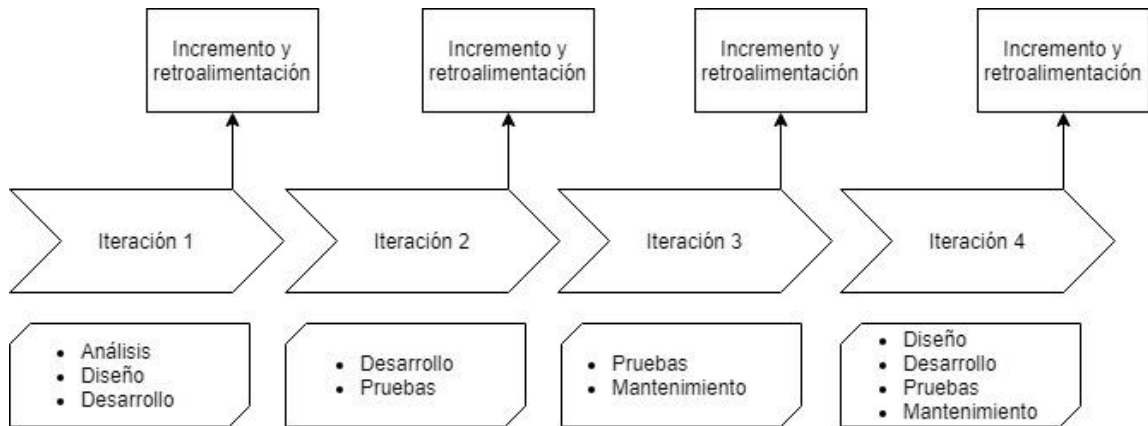 Incremento y
retroalimentación
Incremento y
retroalimentación
Incremento y
retroalimentación
Incremento y
retroalimentación
Iteración 1
Iteración 2
Iteración 3
Iteración 4
• Análisis
• Diseño
• Desarrollo
• Desarrollo
• Pruebas
• Pruebas
• Mantenimiento
• Diseño
• Desarrollo
• Pruebas
• Mantenimiento